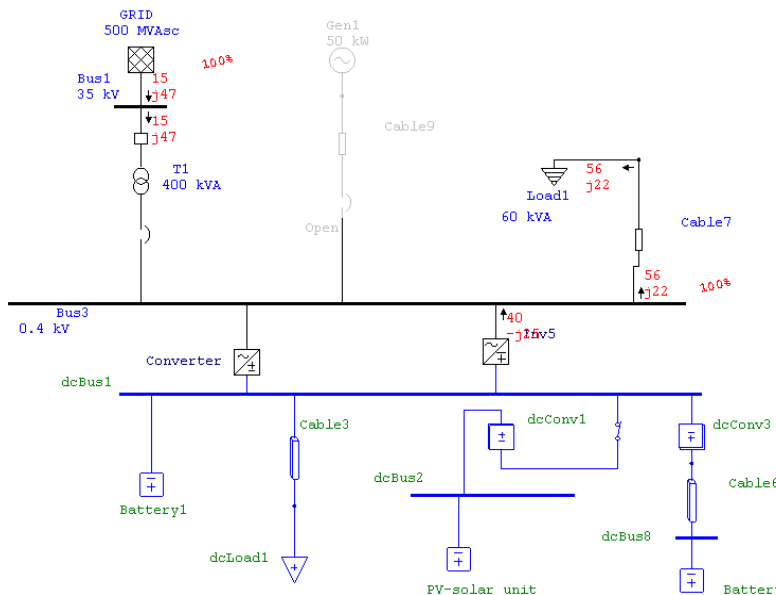 GRID
500 MVAsc
Gen1
50 kW
100%
Bus1
35 kV
15
j47
15
j47
Cable9
T1
400 kVA
56
j22
Load1
60 kVA
Cable7
Open
56
j22
100%
Bus3
0.4 kV
40
Inv5
Converter
dcBus1
Cable3
dcConv1
dcConv3
dcBus2
Cable6
Battery1
dcBus8
dcLoad1
PV-solar unit
Batter